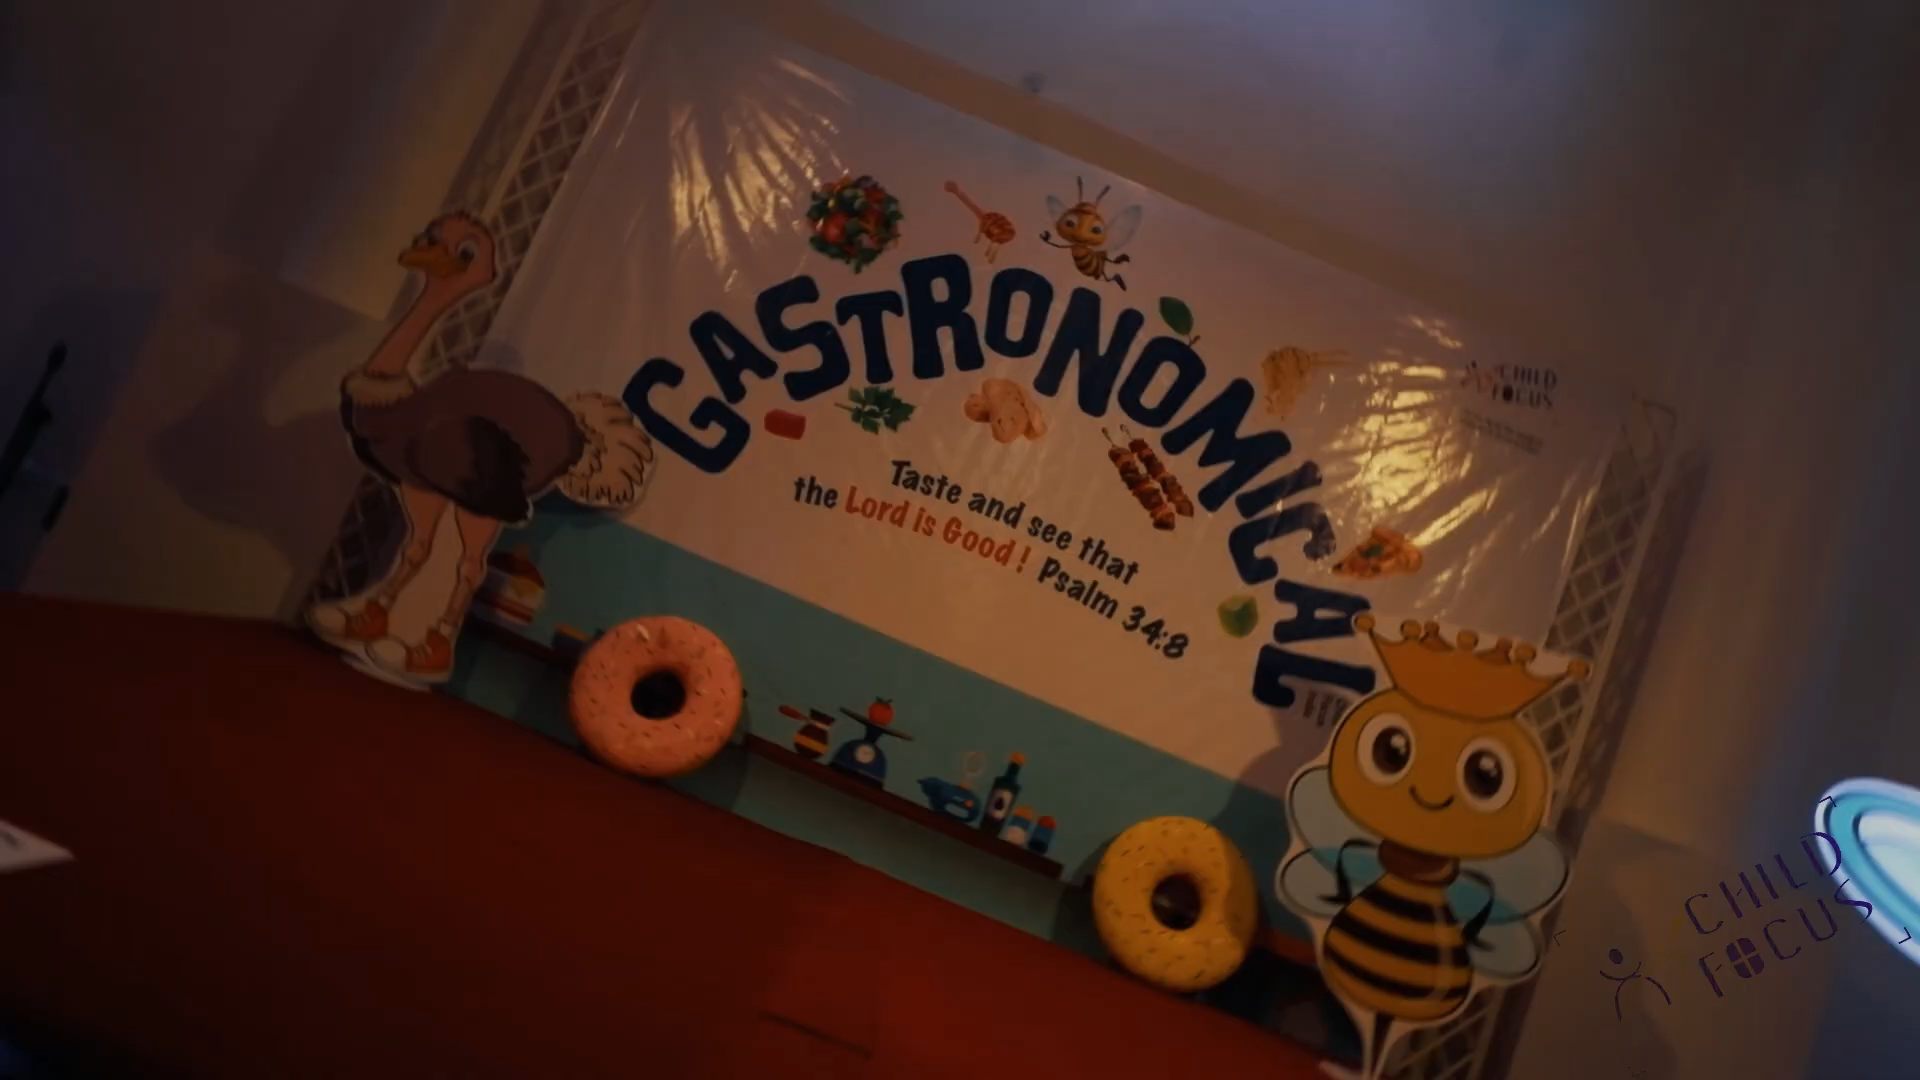 GASTRONOMICAL
CHILD
FOCUS
Taste and see that
the Lord is Good! Psalm 34:8
CHILD
FOCUS